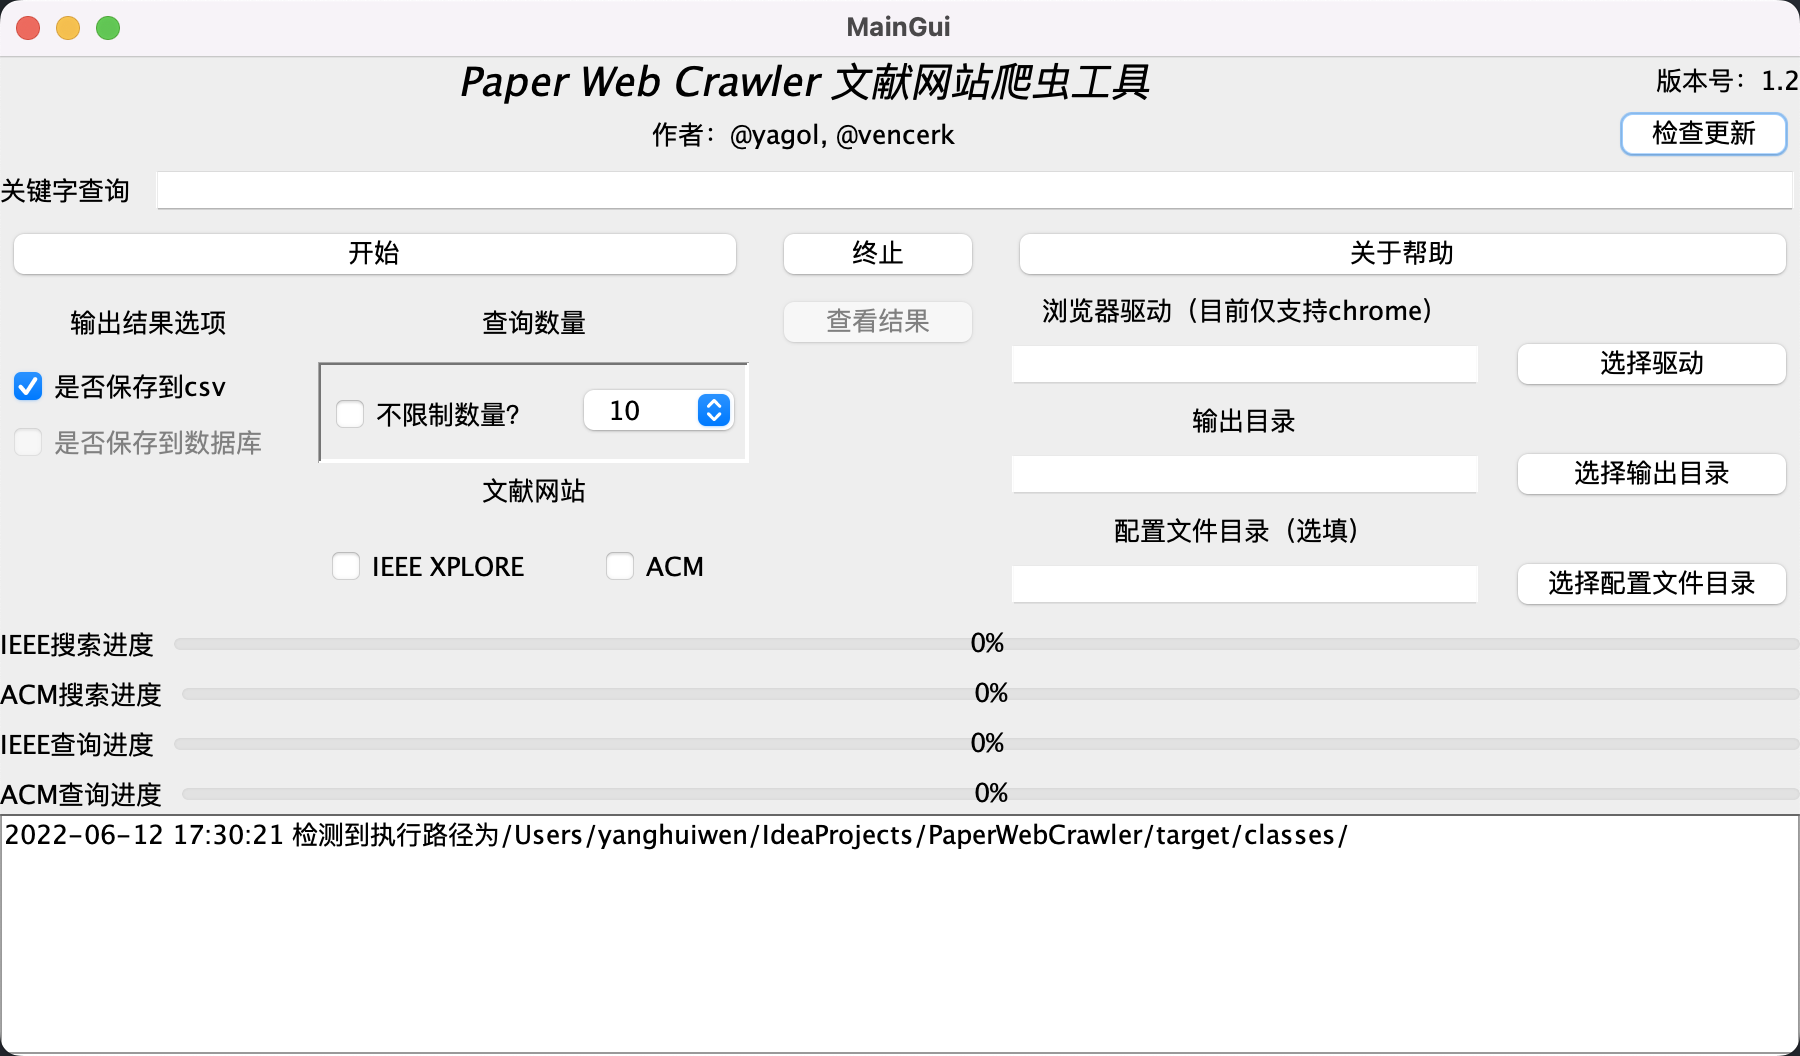 MainGui
Paper Web Crawler 文献网站爬虫工具
版本号：1.2
作者：@yagol, @vencerk
检查更新
关键字查询
开始
终止
关于帮助
输出结果选项
查询数量
查看结果
浏览器驱动（目前仅支持chrome）
是否保存到csv
不限制数量?
10
选择驱动
是否保存到数据库
输出目录
选择输出目录
文献网站
配置文件目录（选填）
IEEE XPLORE
ACM
选择配置文件目录
IEEE搜索进度
0%
ACM搜索进度
0%
IEEE查询进度
0%
ACM查询进度
0%
2022-06-12 17:30:21 检测到执行路径为/Users/yanghuiwen/IdeaProjects/PaperWebCrawler/target/classes/